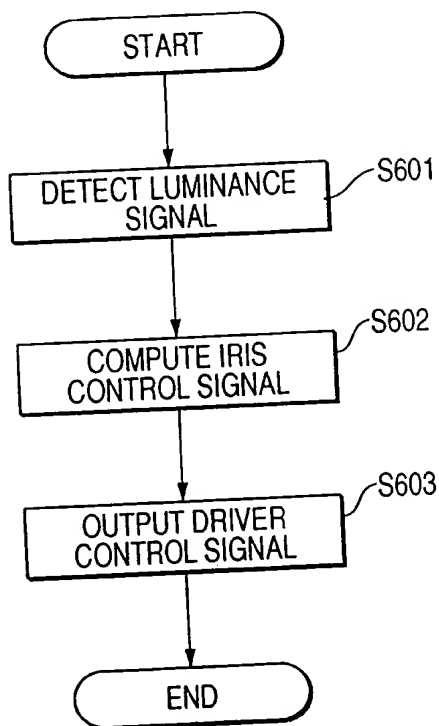 START
DETECT LUMINANCE
SIGNAL
S601
COMPUTE IRIS
CONTROL SIGNAL
S602
OUTPUT DRIVER
CONTROL SIGNAL
S603
END